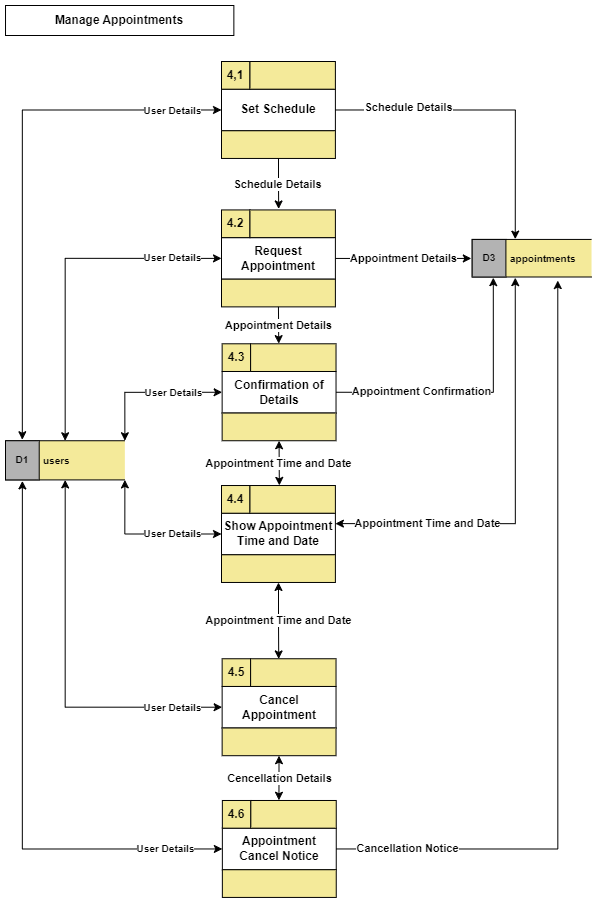 Manage Appointments
4,1
User Details
Set Schedule
Schedule Details
Schedule Details
4.2
User Details
Request
Appointment
Appointment Details
D3
appointments
Appointment Details
4.3
User Details
Confirmation of
Details
Appointment Confirmation
D1
users
Appointment Time and Date
4.4
User Details
Show Appointment
Time and Date
Appointment Time and Date
Appointment Time and Date
4.5
User Details
Cancel
Appointment
Cencellation Details
4.6
User Details
Appointment
Cancel Notice
Cancellation Notice